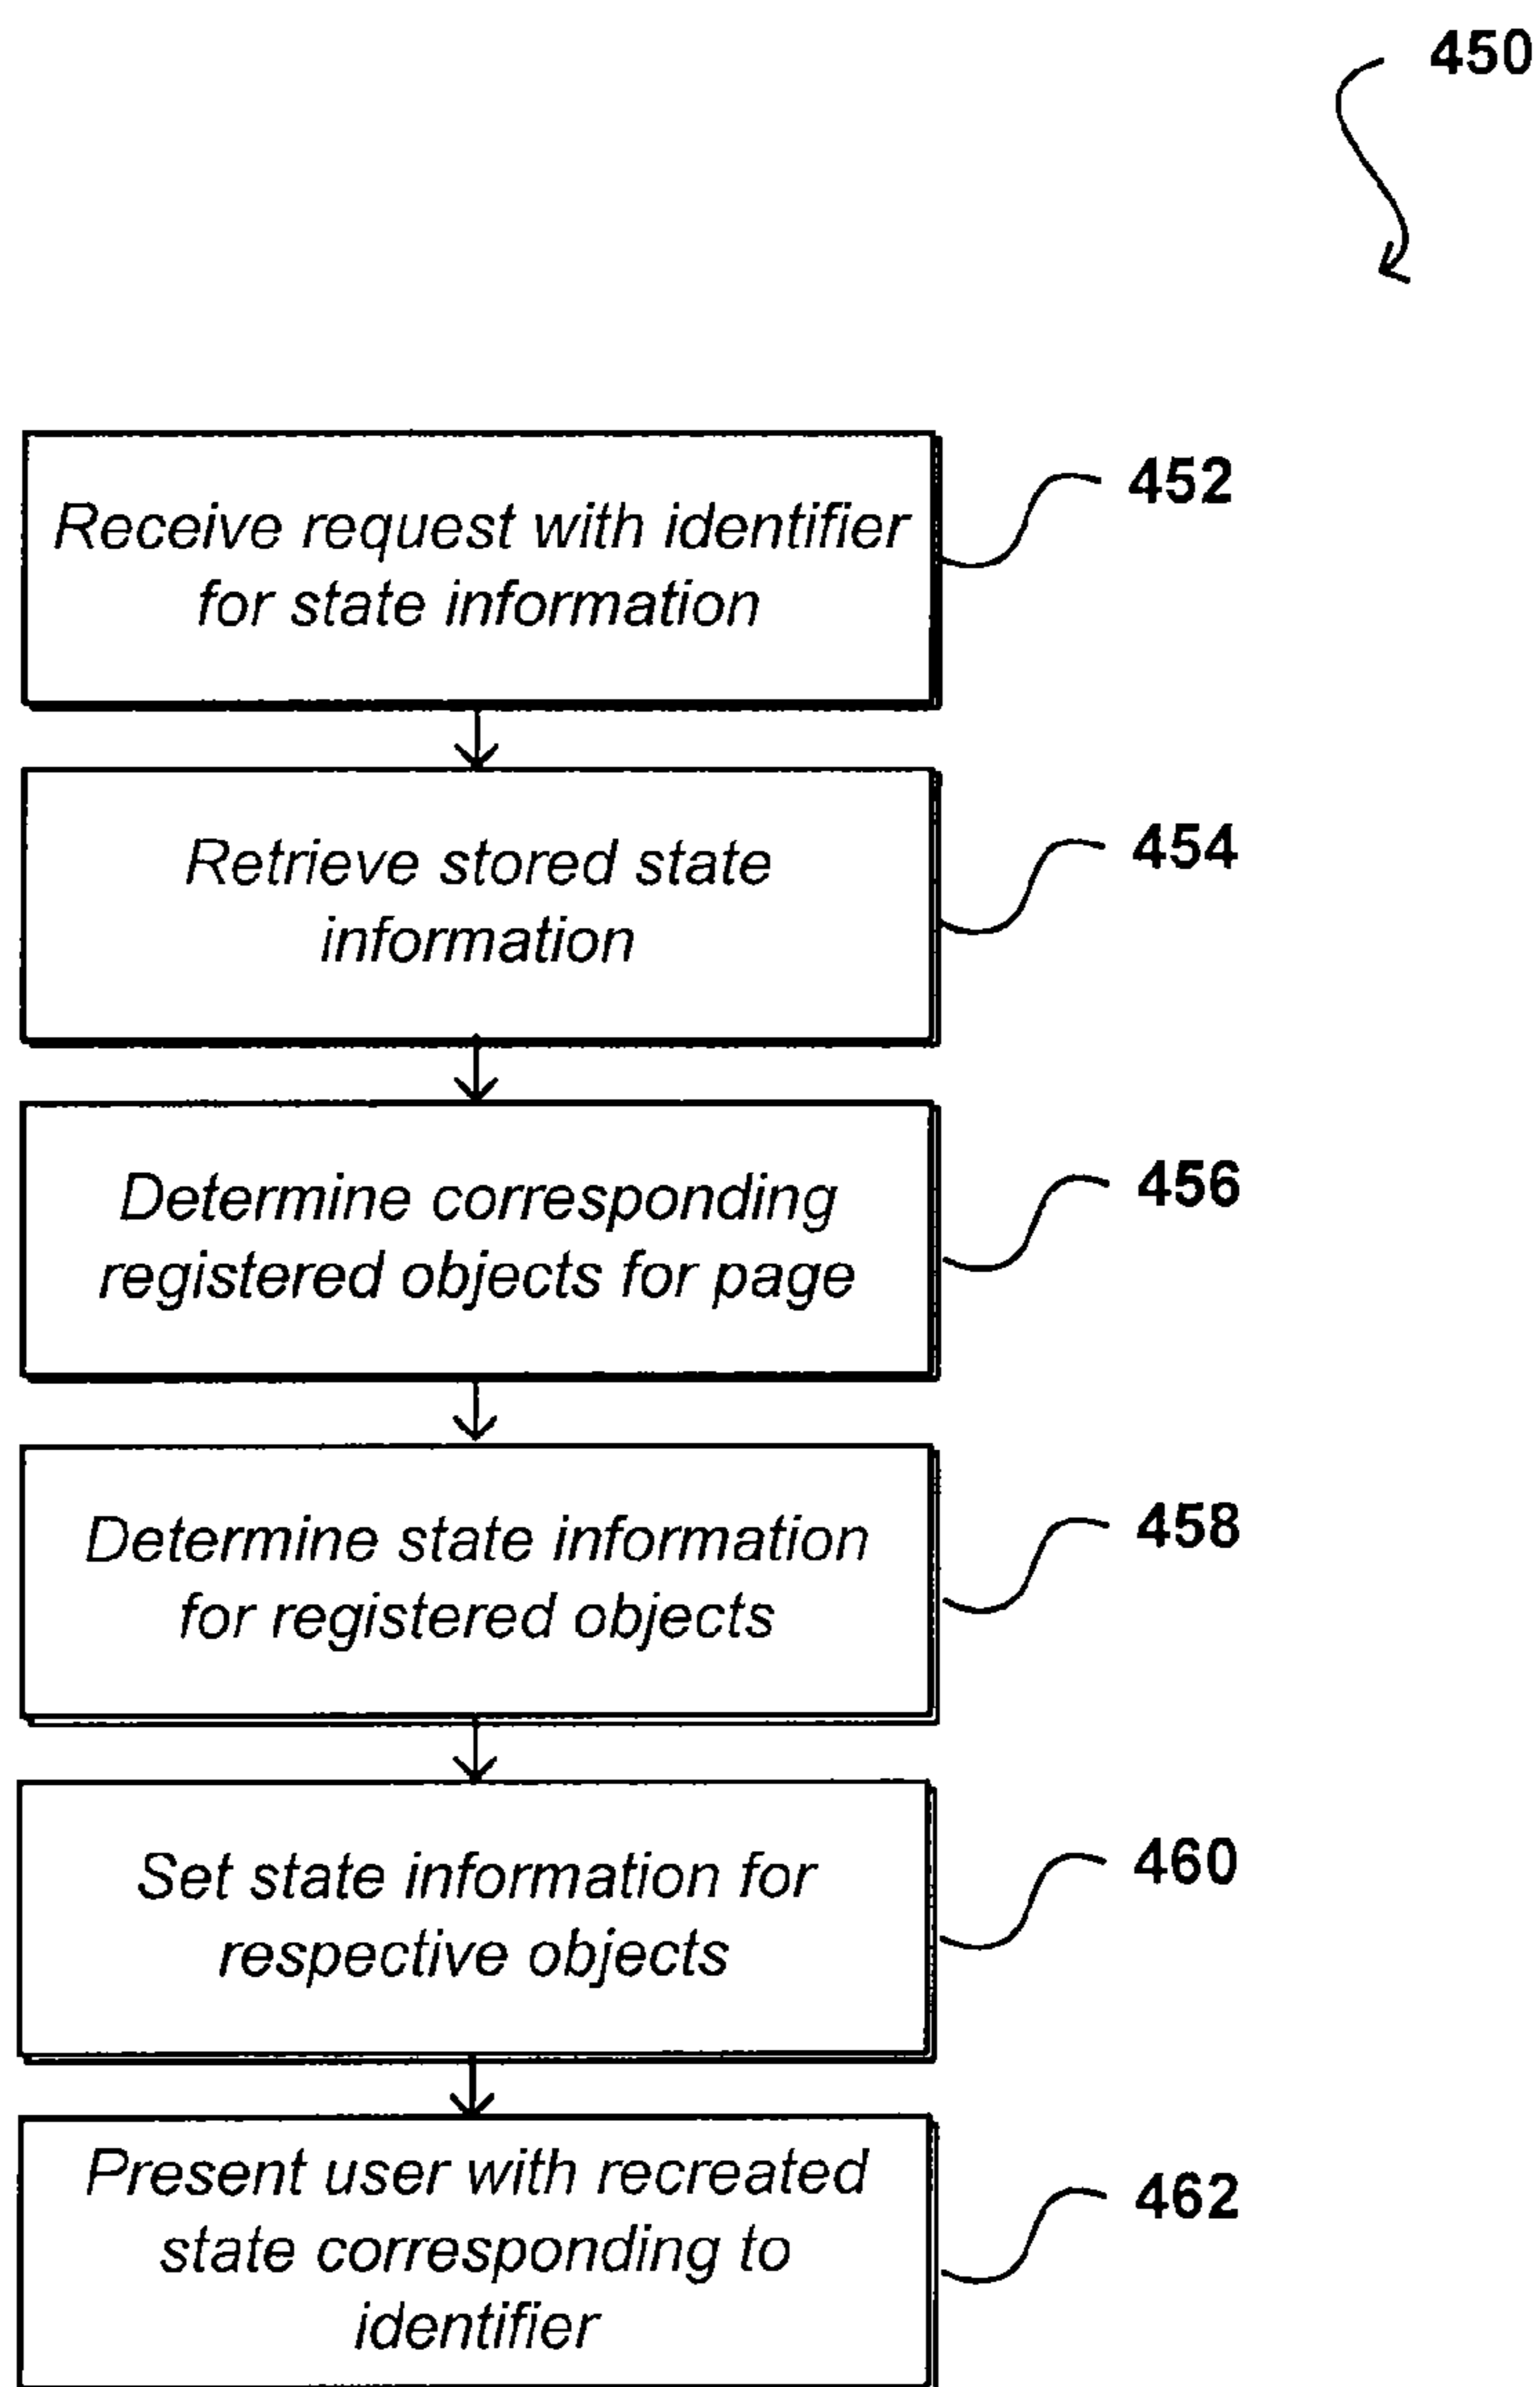 450
Receive request with identifier
for state information
452
Retrieve stored state
information
454
Determine corresponding
registered objects for page
456
Determine state information
for registered objects
458
Set state information for
respective objects
460
Present user with recreated
state corresponding to
identifier
462